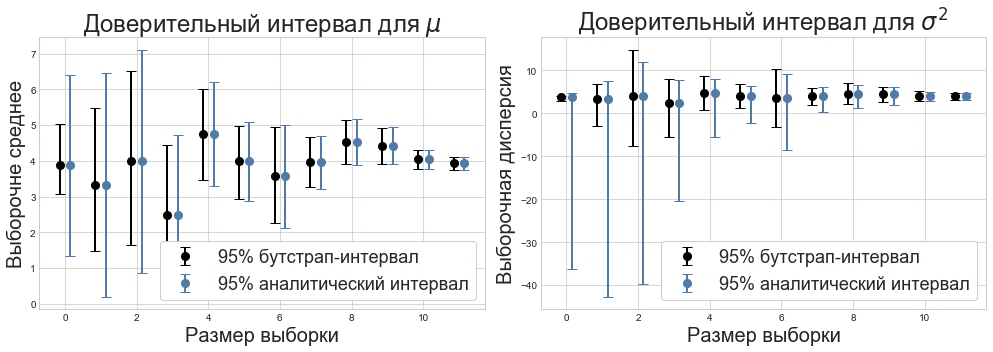 Доверительный интервал для μ
Выборочне среднее
7
6
5
4
3
2
1
0
0 2 4 6 8 10
Размер выборки
95% бутстрап-интервал
95% аналитический интервал
Доверительный интервал для σ²
Выборочная дисперсия
10
0
−10
−20
−30
−40
0 2 4 6 8 10
Размер выборки
95% бутстрап-интервал
95% аналитический интервал